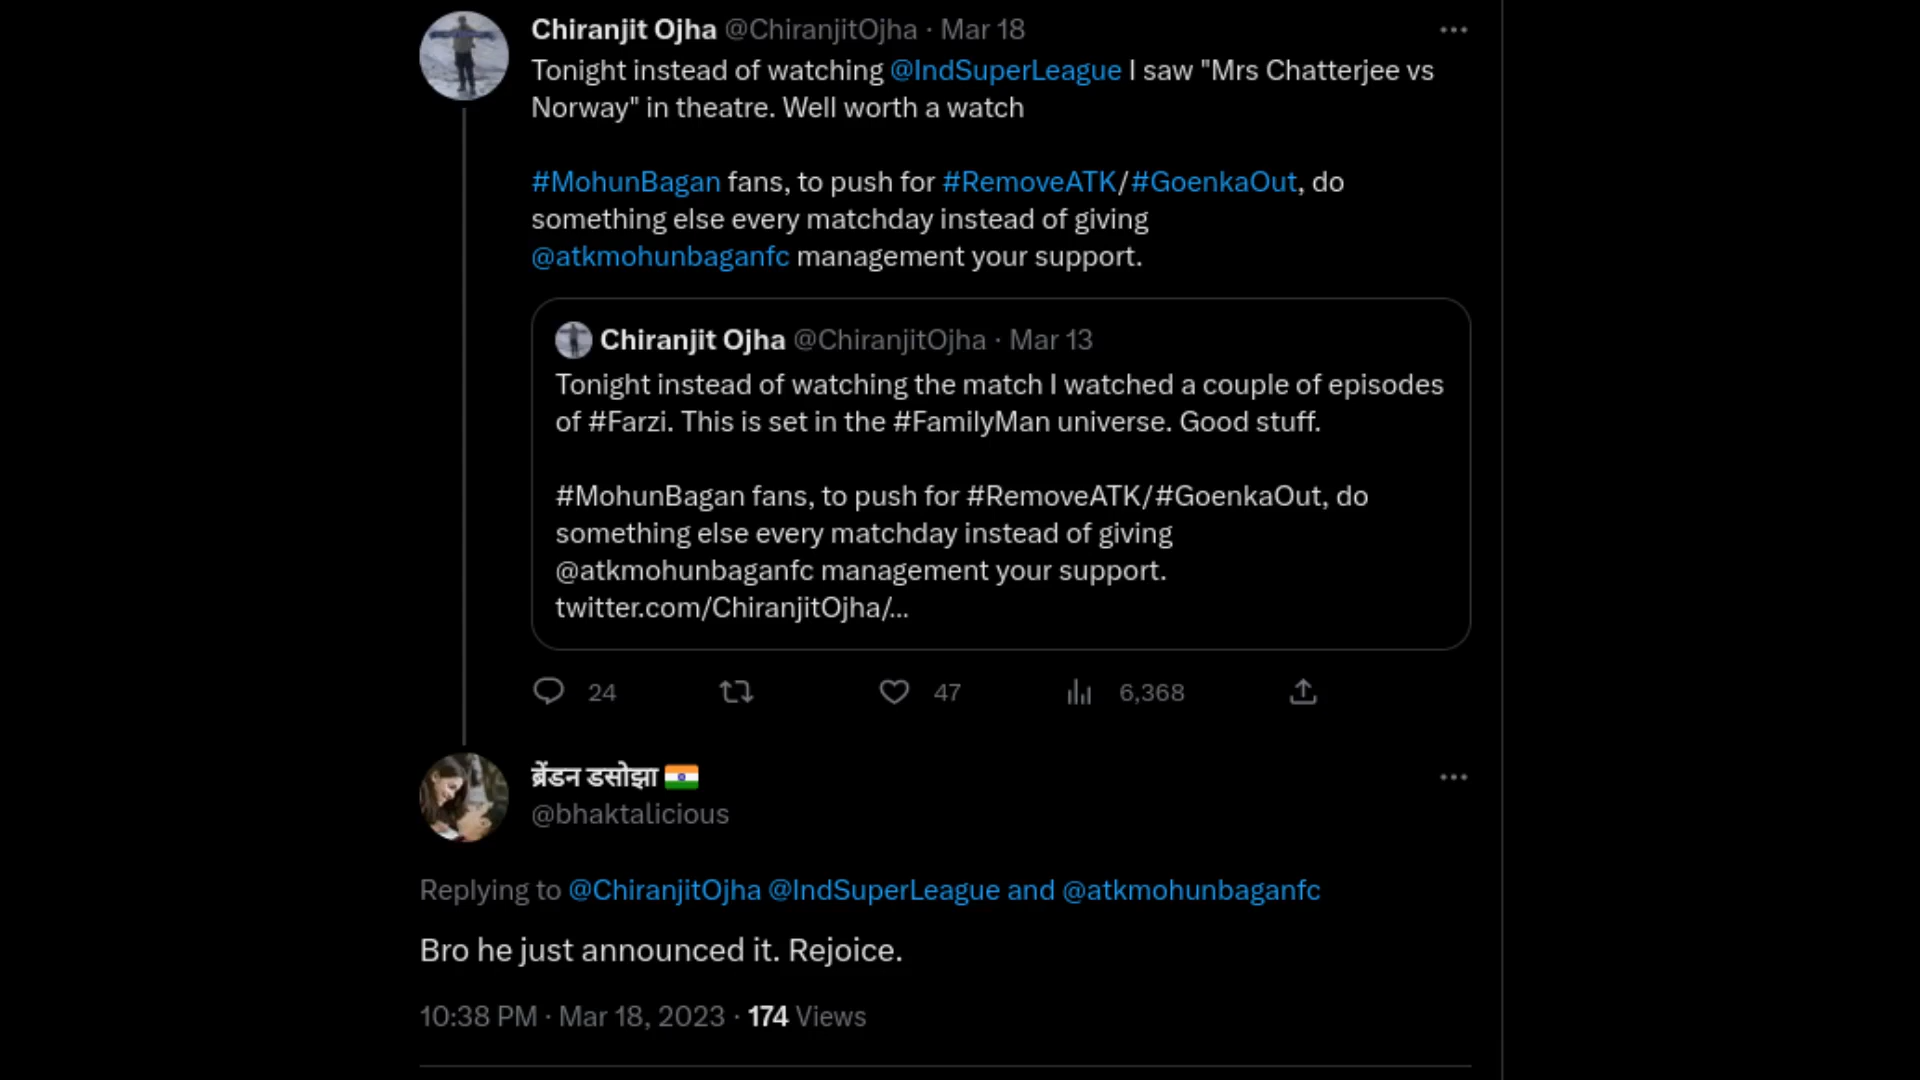 Chiranjit Ojha @ChiranjitOjha · Mar 18
Tonight instead of watching @IndSuperLeague I saw "Mrs Chatterjee vs
Norway" in theatre. Well worth a watch
#MohunBagan fans, to push for #RemoveATK/#GoenkaOut, do
something else every matchday instead of giving
@atkmohunbaganfc management your support.
Chiranjit Ojha @ChiranjitOjha · Mar 13
Tonight instead of watching the match I watched a couple of episodes
of #Farzi. This is set in the #FamilyMan universe. Good stuff.
#MohunBagan fans, to push for #RemoveATK/#GoenkaOut, do
something else every matchday instead of giving
@atkmohunbaganfc management your support.
twitter.com/ChiranjitOjha/...
24 47 6,368
ब्रेंडन डसोझा
@bhaktalicious
Replying to @ChiranjitOjha @IndSuperLeague and @atkmohunbaganfc
Bro he just announced it. Rejoice.
10:38 PM · Mar 18, 2023 · 174 Views